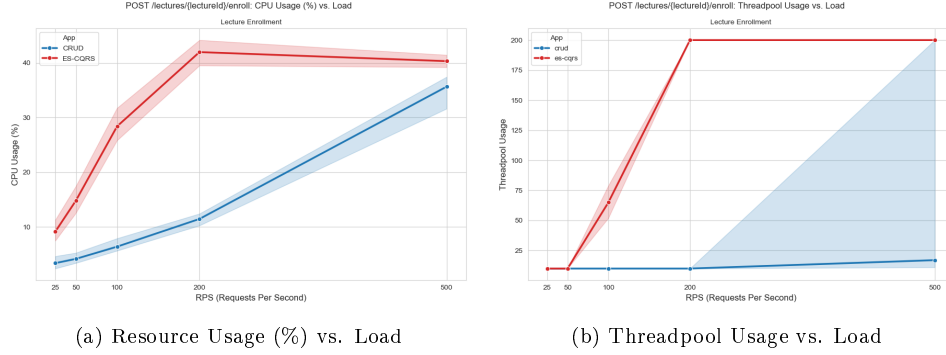 POST /lectures/{lectureId}/enroll: CPU Usage (%) vs. Load
Lecture Enrollment
App
CRUD
ES-CQRS
CPU Usage (%)
40
30
20
10
25
50
100
200
500
RPS (Requests Per Second)
(a) Resource Usage (%) vs. Load
POST /lectures/{lectureId}/enroll: Threadpool Usage vs. Load
Lecture Enrollment
App
crud
es-cqrs
Threadpool Usage
200
175
150
125
100
75
50
25
25
50
100
200
500
RPS (Requests Per Second)
(b) Threadpool Usage vs. Load